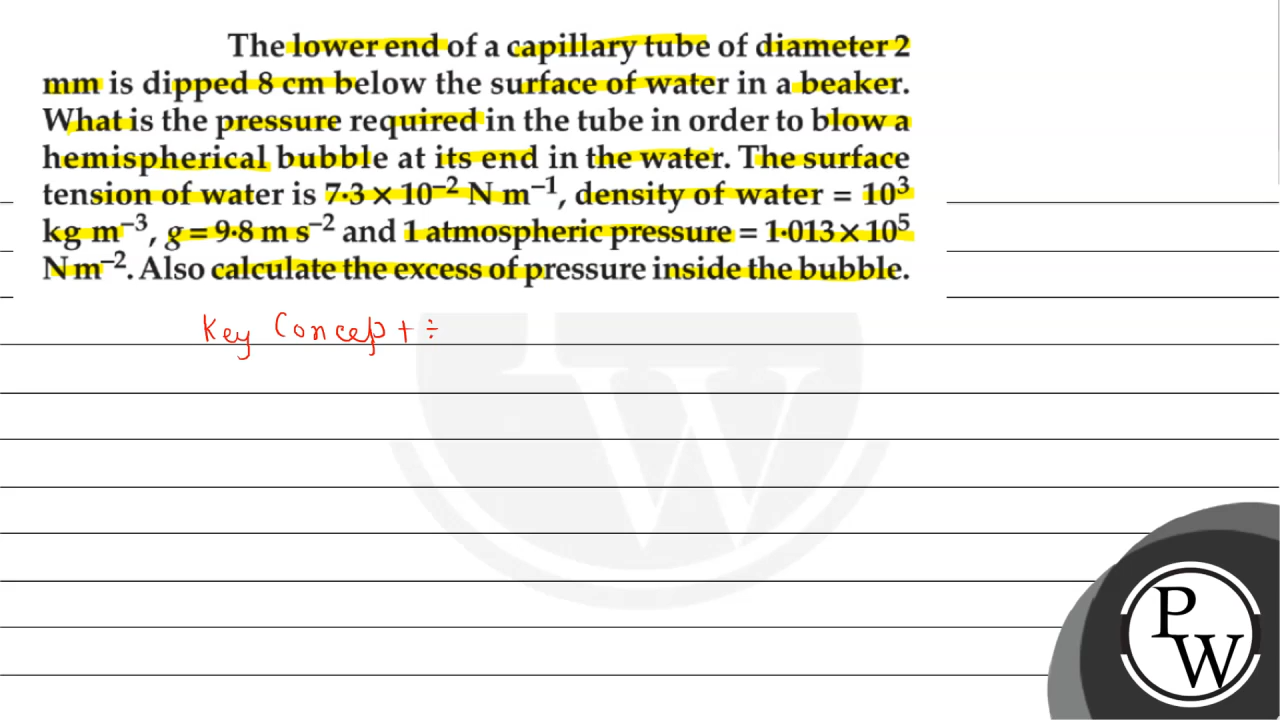 The lower end of a capillary tube of diameter 2
mm is dipped 8 cm below the surface of water in a beaker.
What is the pressure required in the tube in order to blow a
hemispherical bubble at its end in the water. The surface
tension of water is 7·3 × 10⁻² N m⁻¹, density of water = 10³
kg m⁻³, g = 9·8 m s⁻² and 1 atmospheric pressure = 1·013 × 10⁵
N m⁻². Also calculate the excess of pressure inside the bubble.
Key Concept ÷
P
W